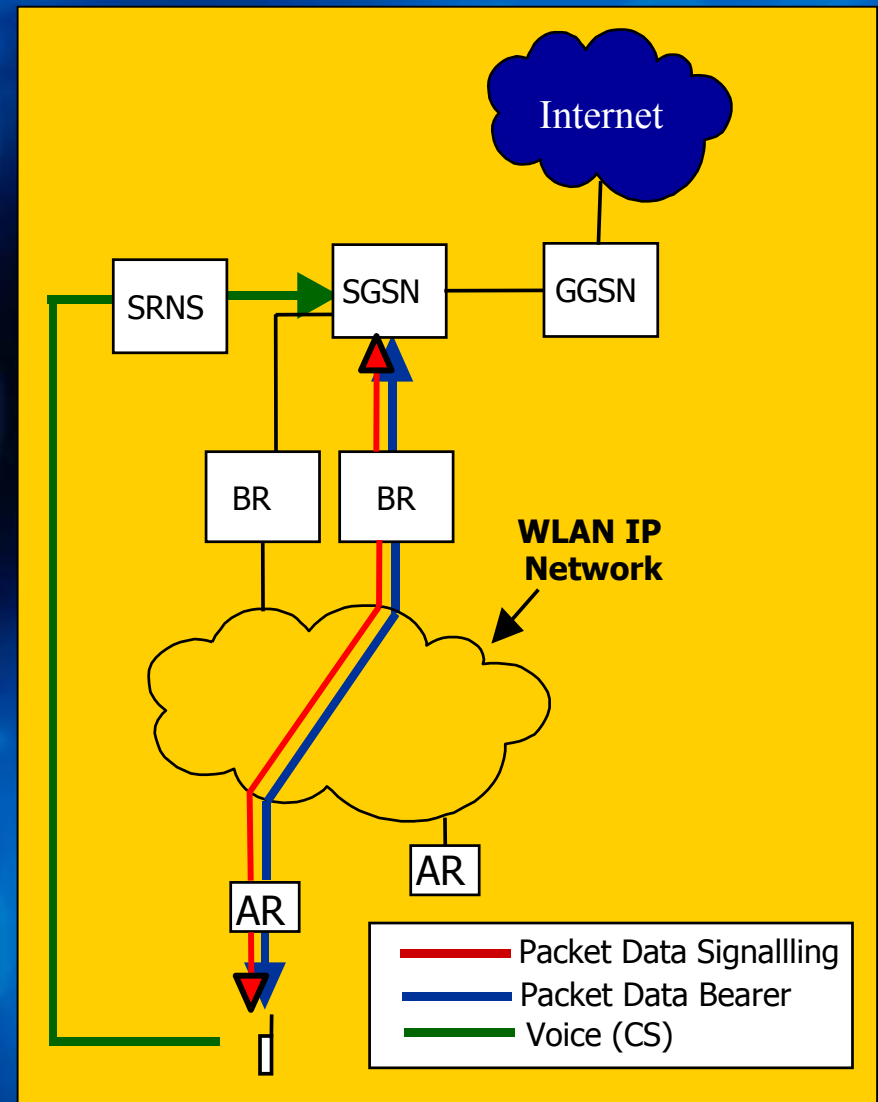 Internet
SRNS
SGSN
GGSN
BR
BR
WLAN IP
Network
AR
AR
Packet Data Signallling
Packet Data Bearer
Voice (CS)